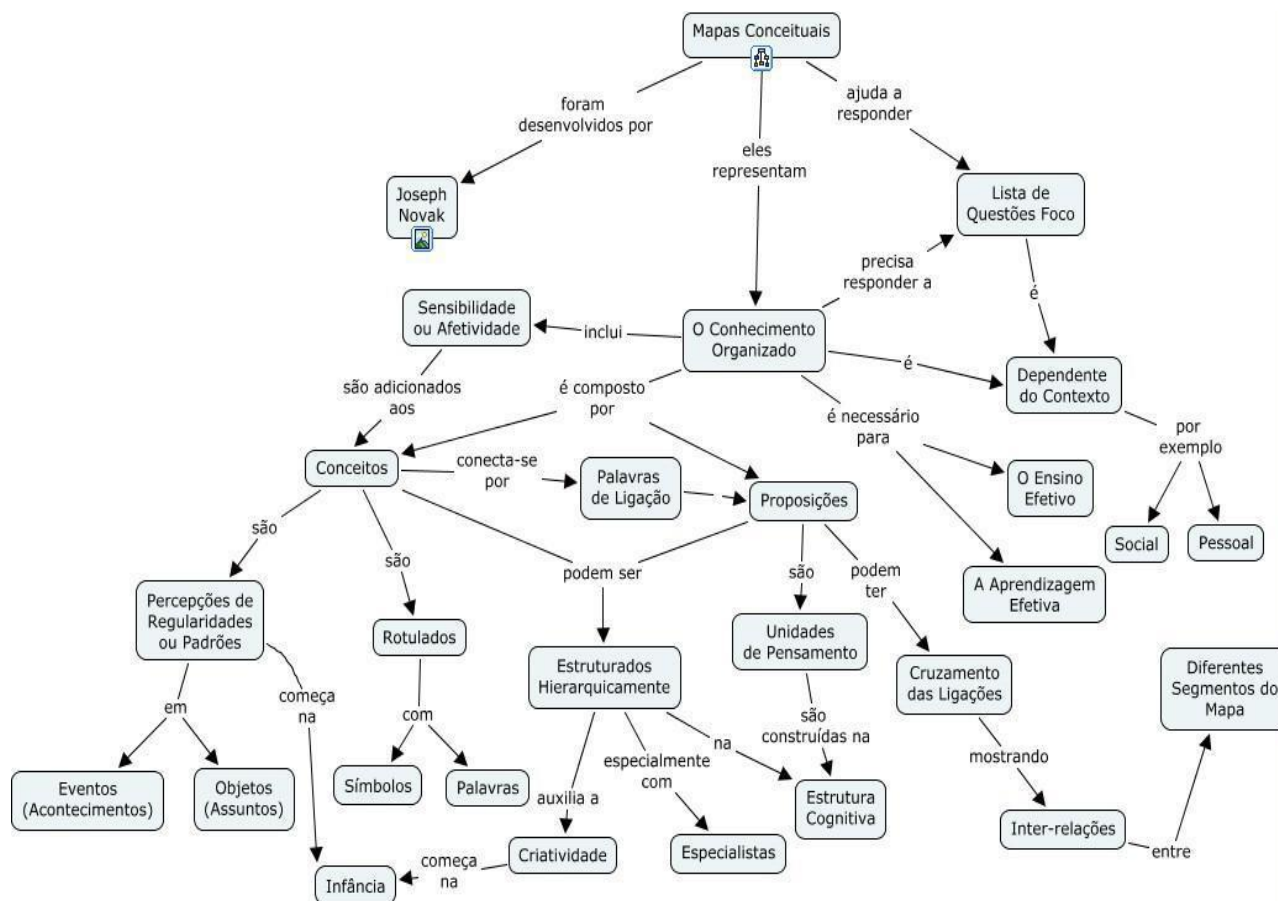 Mapas Conceituais
foram
desenvolvidos por
ajuda a
responder
eles
representam
Joseph
Novak
Lista de
Questões Foco
precisa
responder a
é
Sensibilidade
ou Afetividade
inclui
O Conhecimento
Organizado
é
Dependente
do Contexto
são adicionados
aos
é composto
por
é necessário
para
por
exemplo
Conceitos
conecta-se
por
Palavras
de Ligação
Proposições
O Ensino
Efetivo
Social
Pessoal
são
são
podem ser
são
podem
ter
A Aprendizagem
Efetiva
Percepções de
Regularidades
ou Padrões
Rotulados
Estruturados
Hierarquicamente
Unidades
de Pensamento
Cruzamento
das Ligações
Diferentes
Segmentos do
Mapa
em
começa
na
com
auxilia a
especialmente
com
na
são
construídas na
mostrando
Eventos
(Acontecimentos)
Objetos
(Assuntos)
Símbolos
Palavras
Estrutura
Cognitiva
Inter-relações
entre
Infância
começa
na
Criatividade
Especialistas